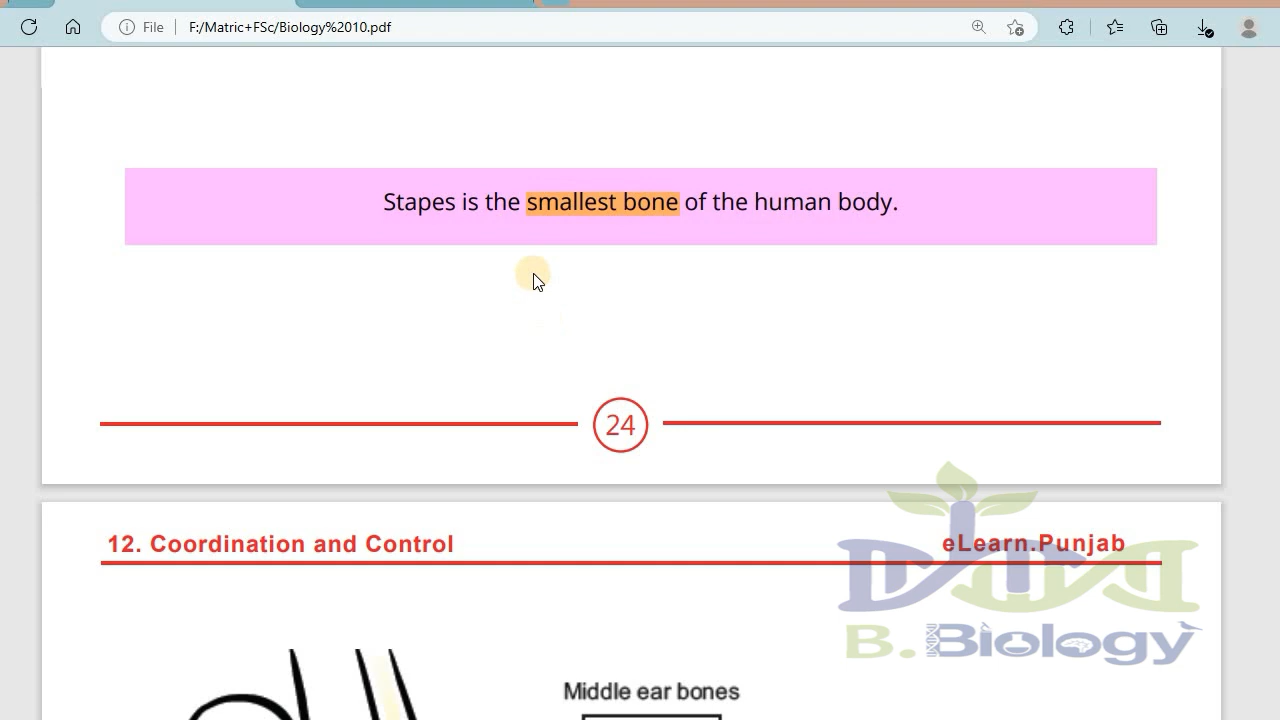 File
F:/Matric+FSc/Biology%2010.pdf
Stapes is the smallest bone of the human body.
24
12. Coordination and Control
eLearn.Punjab
B. Biology
Middle ear bones